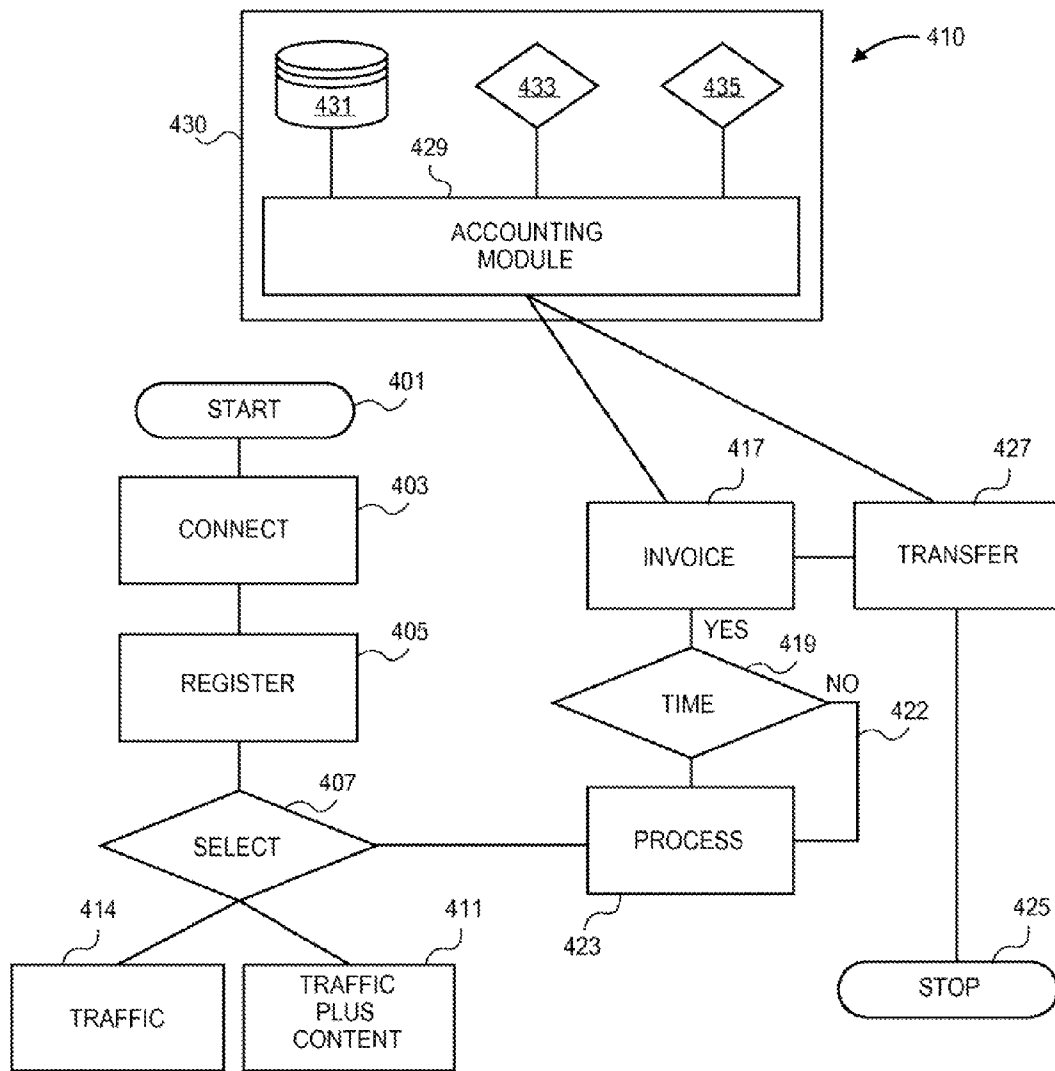 410
431
433
435
430
429
ACCOUNTING
MODULE
START
401
CONNECT
403
REGISTER
405
SELECT
407
414
TRAFFIC
411
TRAFFIC
PLUS
CONTENT
417
INVOICE
427
TRANSFER
YES
419
TIME
NO
422
PROCESS
423
425
STOP